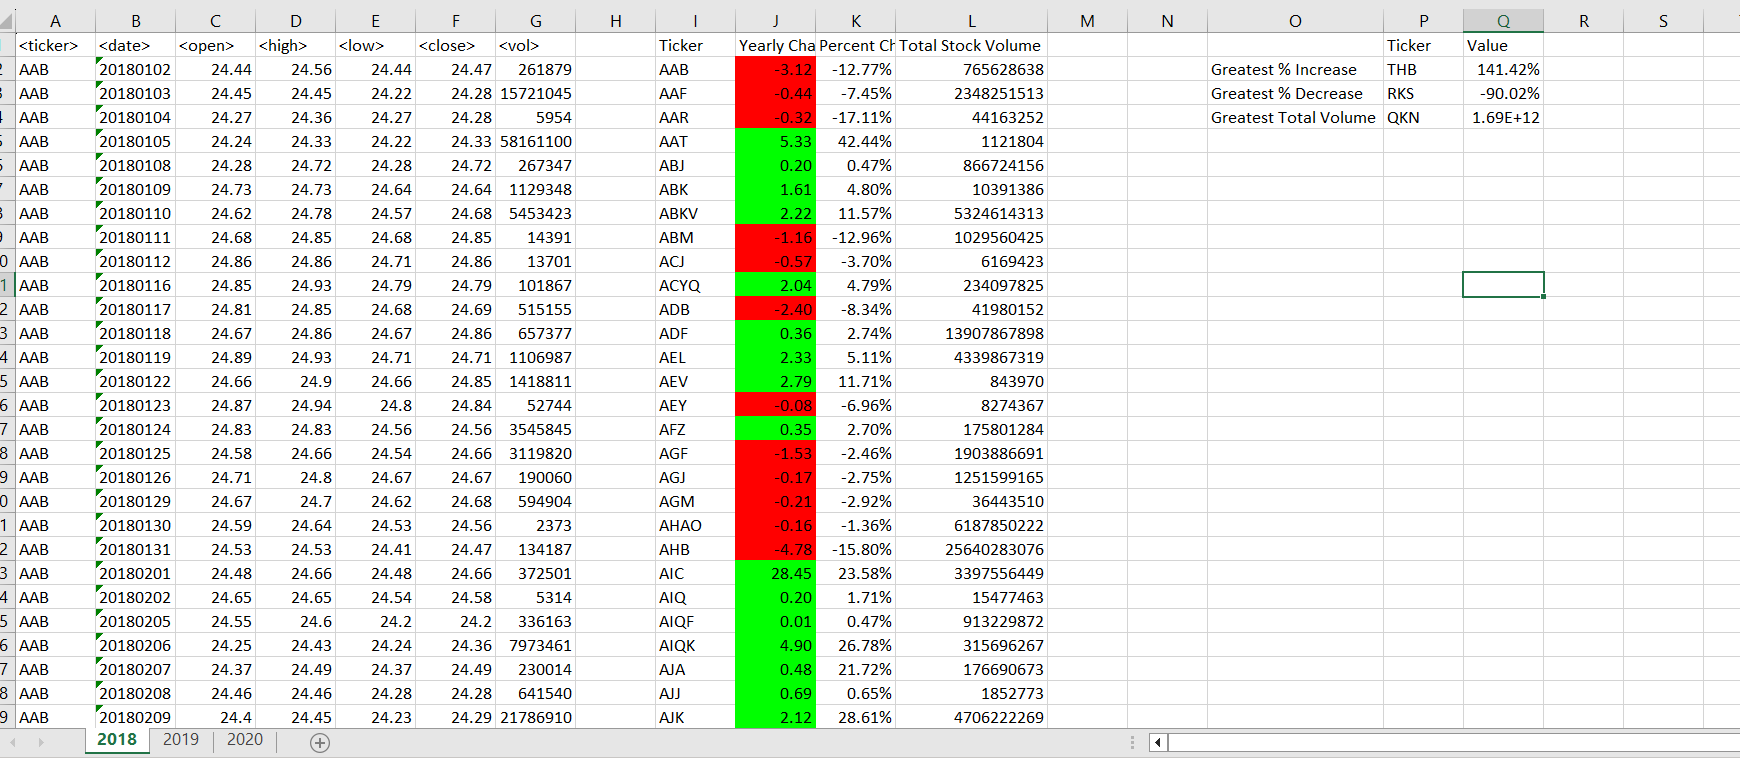 A B C D E F G H I J K L M N O P Q R S
<ticker> <date> <open> <high> <low> <close> <vol> Ticker Yearly Cha Percent Ch Total Stock Volume Ticker Value
2 AAB 20180102 24.44 24.56 24.44 24.47 261879 AAB -3.12 -12.77% 765628638 Greatest % Increase THB 141.42%
3 AAB 20180103 24.45 24.45 24.22 24.28 15721045 AAF -0.44 -7.45% 2348251513 Greatest % Decrease RKS -90.02%
4 AAB 20180104 24.27 24.36 24.27 24.28 5954 AAR -0.32 -17.11% 44163252 Greatest Total Volume QKN 1.69E+12
5 AAB 20180105 24.24 24.33 24.22 24.33 58161100 AAT 5.33 42.44% 1121804
6 AAB 20180108 24.28 24.72 24.28 24.72 267347 ABJ 0.20 0.47% 866724156
7 AAB 20180109 24.73 24.73 24.64 24.64 1129348 ABK 1.61 4.80% 10391386
8 AAB 20180110 24.62 24.78 24.57 24.68 5453423 ABKV 2.22 11.57% 5324614313
9 AAB 20180111 24.68 24.85 24.68 24.85 14391 ABM -1.16 -12.96% 1029560425
0 AAB 20180112 24.86 24.86 24.71 24.86 13701 ACJ -0.57 -3.70% 6169423
1 AAB 20180116 24.85 24.93 24.79 24.79 101867 ACYQ 2.04 4.79% 234097825
2 AAB 20180117 24.81 24.85 24.68 24.69 515155 ADB -2.40 -8.34% 41980152
3 AAB 20180118 24.67 24.86 24.67 24.86 657377 ADF 0.36 2.74% 13907867898
4 AAB 20180119 24.89 24.93 24.71 24.71 1106987 AEL 2.33 5.11% 4339867319
5 AAB 20180122 24.66 24.9 24.66 24.85 1418811 AEV 2.79 11.71% 843970
6 AAB 20180123 24.87 24.94 24.8 24.84 52744 AEY -0.08 -6.96% 8274367
7 AAB 20180124 24.83 24.83 24.56 24.56 3545845 AFZ 0.35 2.70% 175801284
8 AAB 20180125 24.58 24.66 24.54 24.66 3119820 AGF -1.53 -2.46% 1903886691
9 AAB 20180126 24.71 24.8 24.67 24.67 190060 AGJ -0.17 -2.75% 1251599165
0 AAB 20180129 24.67 24.7 24.62 24.68 594904 AGM -0.21 -2.92% 36443510
1 AAB 20180130 24.59 24.64 24.53 24.56 2373 AHAO -0.16 -1.36% 6187850222
2 AAB 20180131 24.53 24.53 24.41 24.47 134187 AHB -4.78 -15.80% 25640283076
3 AAB 20180201 24.48 24.66 24.48 24.66 372501 AIC 28.45 23.58% 3397556449
4 AAB 20180202 24.65 24.65 24.54 24.58 5314 AIQ 0.20 1.71% 15477463
5 AAB 20180205 24.55 24.6 24.2 24.2 336163 AIQF 0.01 0.47% 913229872
6 AAB 20180206 24.25 24.43 24.24 24.36 7973461 AIQK 4.90 26.78% 315696267
7 AAB 20180207 24.37 24.49 24.37 24.49 230014 AJA 0.48 21.72% 176690673
8 AAB 20180208 24.46 24.46 24.28 24.28 641540 AJJ 0.69 0.65% 1852773
9 AAB 20180209 24.4 24.45 24.23 24.29 21786910 AJK 2.12 28.61% 4706222269
2018 2019 2020